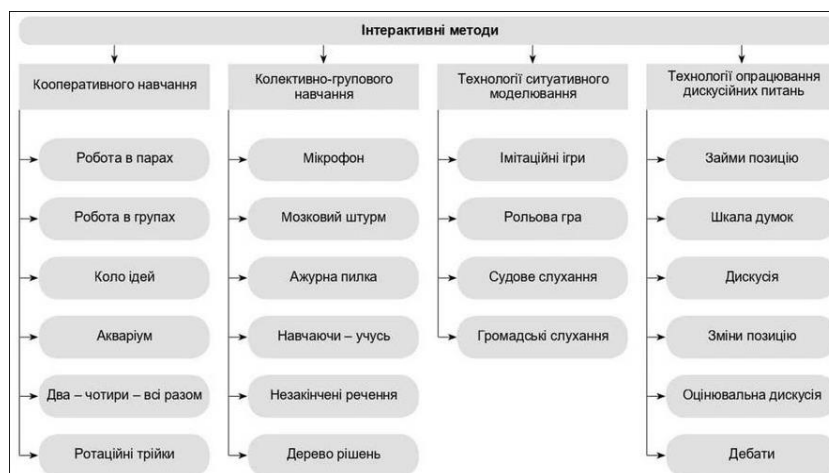 Інтерактивні методи
Кооперативного навчання
Колективно-групового
навчання
Технології ситуативного
моделювання
Технології опрацювання
дискусійних питань
Робота в парах
Робота в групах
Коло ідей
Акваріум
Два – чотири – всі разом
Ротаційні трійки
Мікрофон
Мозковий штурм
Ажурна пилка
Навчаючи – учусь
Незакінчені речення
Дерево рішень
Імітаційні ігри
Рольова гра
Судове слухання
Громадські слухання
Займи позицію
Шкала думок
Дискусія
Зміни позицію
Оцінювальна дискусія
Дебати